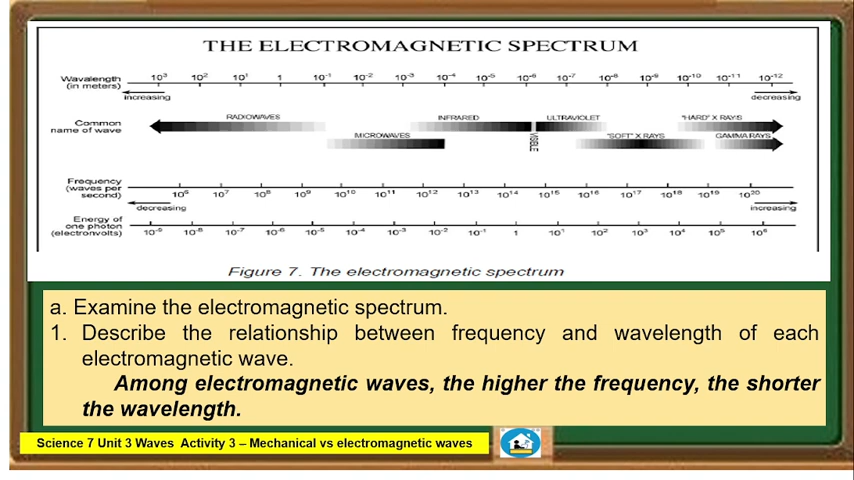 THE ELECTROMAGNETIC SPECTRUM
Wavelength
(in meters)
10³ 10² 10¹ 1 10⁻¹ 10⁻² 10⁻³ 10⁻⁴ 10⁻⁵ 10⁻⁶ 10⁻⁷ 10⁻⁸ 10⁻⁹ 10⁻¹⁰ 10⁻¹¹ 10⁻¹²
increasing decreasing
Common
name of wave
RADIOWAVES INFRARED ULTRAVIOLET "HARD" X RAYS
MICROWAVES VISIBLE "SOFT" X RAYS GAMMA RAYS
Frequency
(waves per
second)
10⁶ 10⁷ 10⁸ 10⁹ 10¹⁰ 10¹¹ 10¹² 10¹³ 10¹⁴ 10¹⁵ 10¹⁶ 10¹⁷ 10¹⁸ 10¹⁹ 10²⁰
decreasing increasing
Energy of
one photon
(electronvolts)
10⁻⁹ 10⁻⁸ 10⁻⁷ 10⁻⁶ 10⁻⁵ 10⁻⁴ 10⁻³ 10⁻² 10⁻¹ 1 10¹ 10² 10³ 10⁴ 10⁵ 10⁶
Figure 7. The electromagnetic spectrum
a. Examine the electromagnetic spectrum.
1. Describe the relationship between frequency and wavelength of each
electromagnetic wave.
Among electromagnetic waves, the higher the frequency, the shorter
the wavelength.
Science 7 Unit 3 Waves Activity 3 – Mechanical vs electromagnetic waves